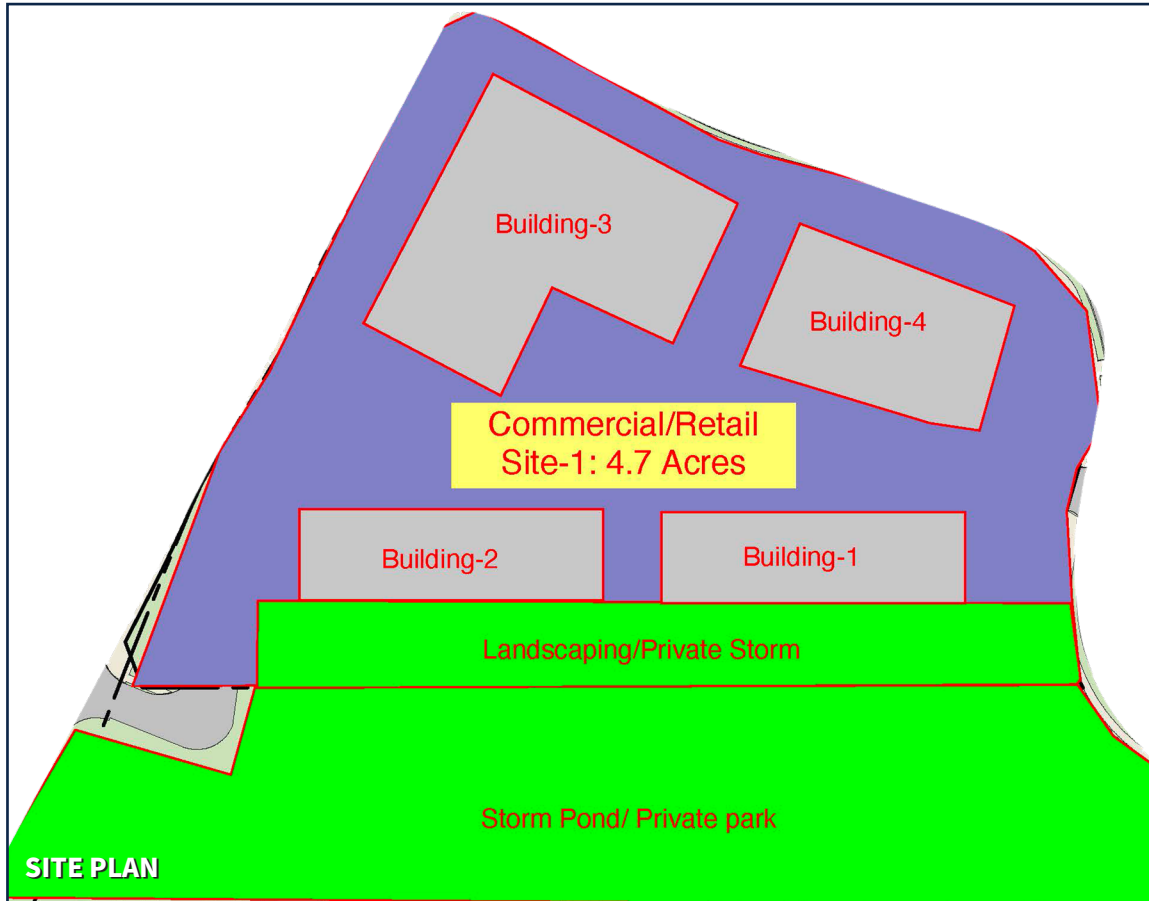 Building-3
Building-4
Commercial/Retail
Site-1: 4.7 Acres
Building-2
Building-1
Landscaping/Private Storm
Storm Pond/ Private park
SITE PLAN